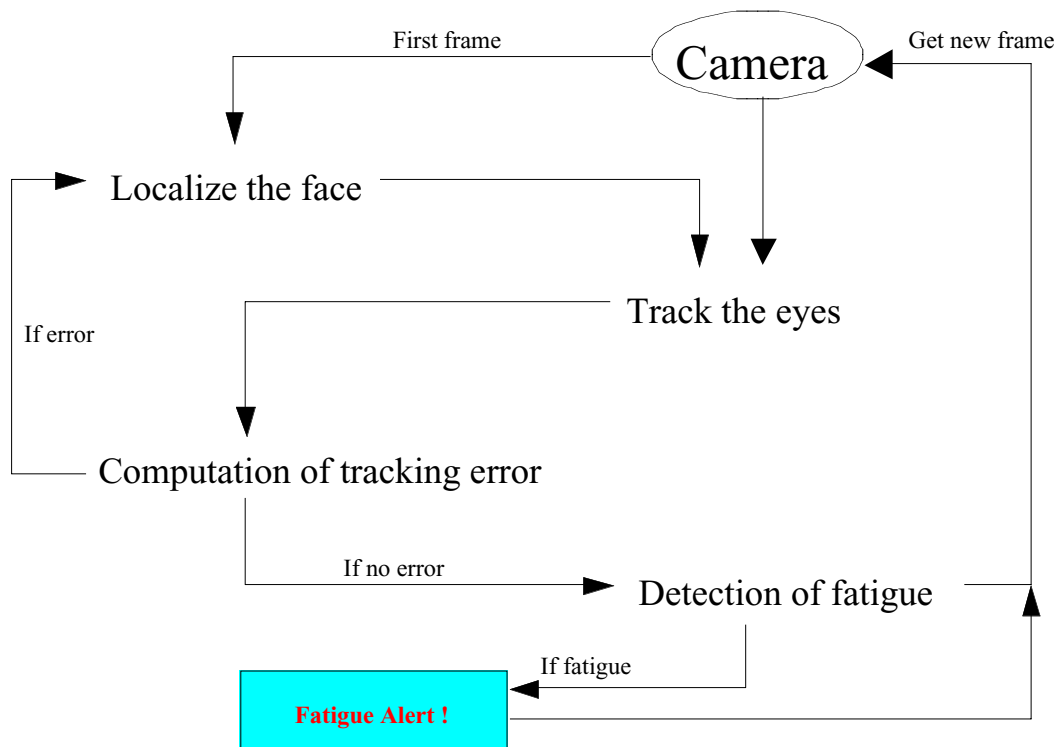 First frame
Camera
Get new frame
Localize the face
Track the eyes
If error
Computation of tracking error
If no error
Detection of fatigue
If fatigue
Fatigue Alert !